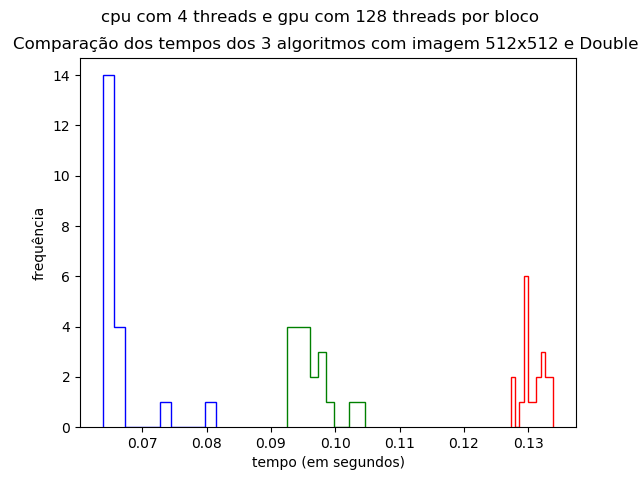 cpu com 4 threads e gpu com 128 threads por bloco
Comparação dos tempos dos 3 algoritmos com imagem 512x512 e Double
14
12
10
8
6
4
2
0
frequência
0.07 0.08 0.09 0.10 0.11 0.12 0.13
tempo (em segundos)